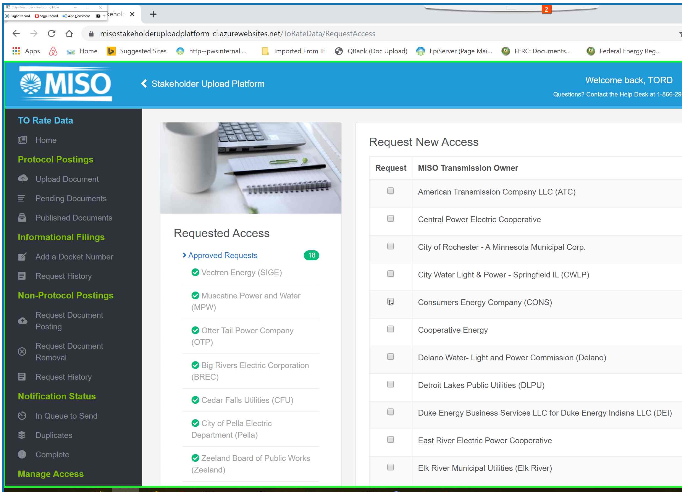 2
misostakeholderuploadplatform-ci.azurewebsites.net/ToRateData/RequestAccess
Apps
Home
Suggested Sites
http--pwsinternal...
Imported From IE
QBank (Doc Upload)
EpiServer (Page Mai...
FERC: Documents...
Federal Energy Reg...
MISO
Stakeholder Upload Platform
Welcome back, TORD
Questions? Contact the Help Desk at 1-866-29
TO Rate Data
Home
Protocol Postings
Upload Document
Pending Documents
Published Documents
Informational Filings
Add a Docket Number
Request History
Non-Protocol Postings
Request Document
Posting
Request Document
Removal
Request History
Notification Status
In Queue to Send
Duplicates
Complete
Manage Access
Requested Access
Approved Requests
18
Vectren Energy (SIGE)
Muscatine Power and Water
(MPW)
Otter Tail Power Company
(OTP)
Big Rivers Electric Corporation
(BREC)
Cedar Falls Utilities (CFU)
City of Pella Electric
Department (Pella)
Zeeland Board of Public Works
(Zeeland)
Request New Access
Request MISO Transmission Owner
American Transmission Company LLC (ATC)
Central Power Electric Cooperative
City of Rochester - A Minnesota Municipal Corp.
City Water Light & Power - Springfield IL (CWLP)
Consumers Energy Company (CONS)
Cooperative Energy
Delano Water- Light and Power Commission (Delano)
Detroit Lakes Public Utilities (DLPU)
Duke Energy Business Services LLC for Duke Energy Indiana LLC (DEI)
East River Electric Power Cooperative
Elk River Municipal Utilities (Elk River)